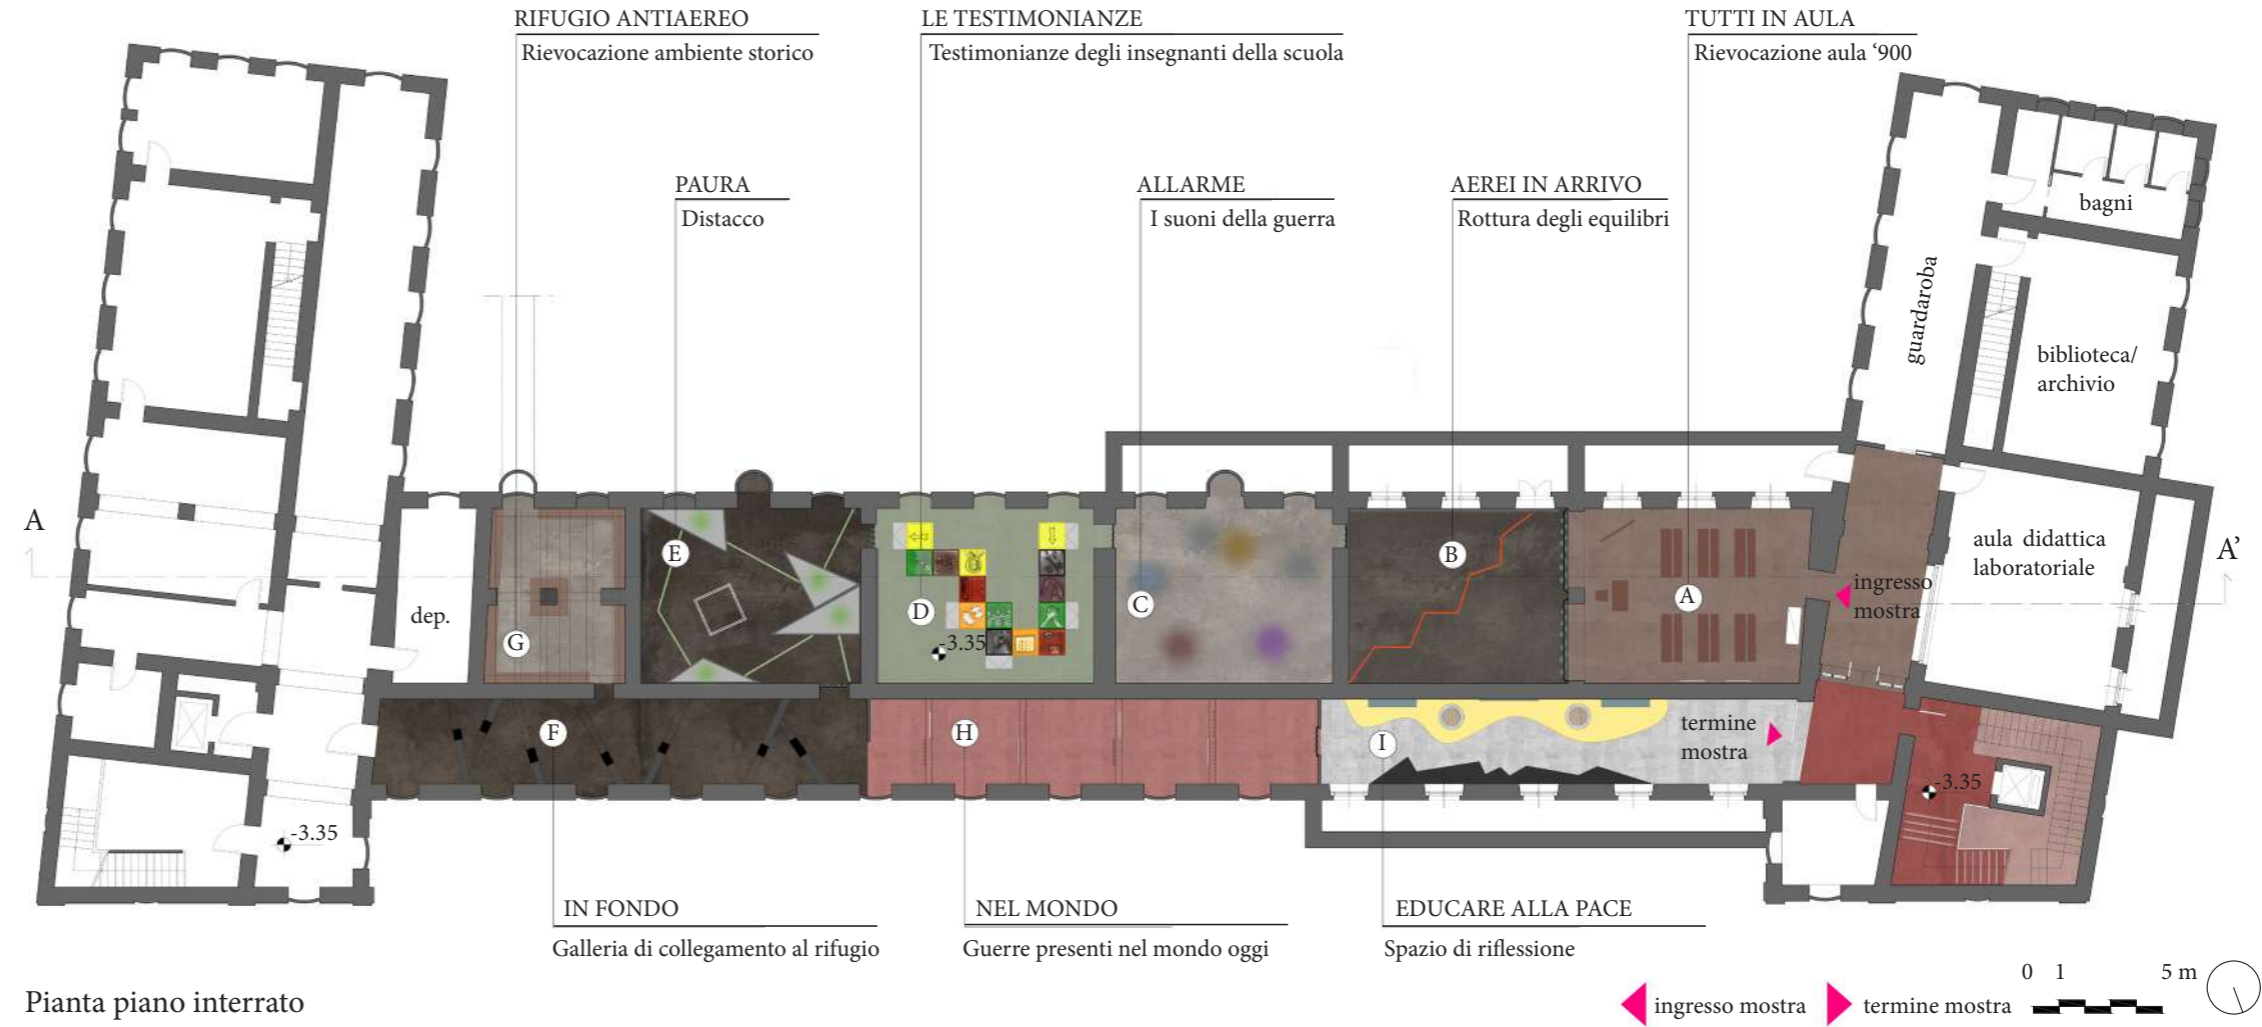 RIFUGIO ANTIAEREO
Rievocazione ambiente storico
LE TESTIMONIANZE
Testimonianze degli insegnanti della scuola
TUTTI IN AULA
Rievocazione aula ‘900
PAURA
Distacco
ALLARME
I suoni della guerra
AEREI IN ARRIVO
Rottura degli equilibri
bagni
guardaroba
biblioteca/
archivio
A
A’
aula didattica
laboratoriale
dep.
G
E
D
-3.35
C
B
A
ingresso
mostra
F
H
I
termine
mostra
-3.35
-3.35
IN FONDO
Galleria di collegamento al rifugio
NEL MONDO
Guerre presenti nel mondo oggi
EDUCARE ALLA PACE
Spazio di riflessione
Pianta piano interrato
ingresso mostra
termine mostra
0 1 5 m